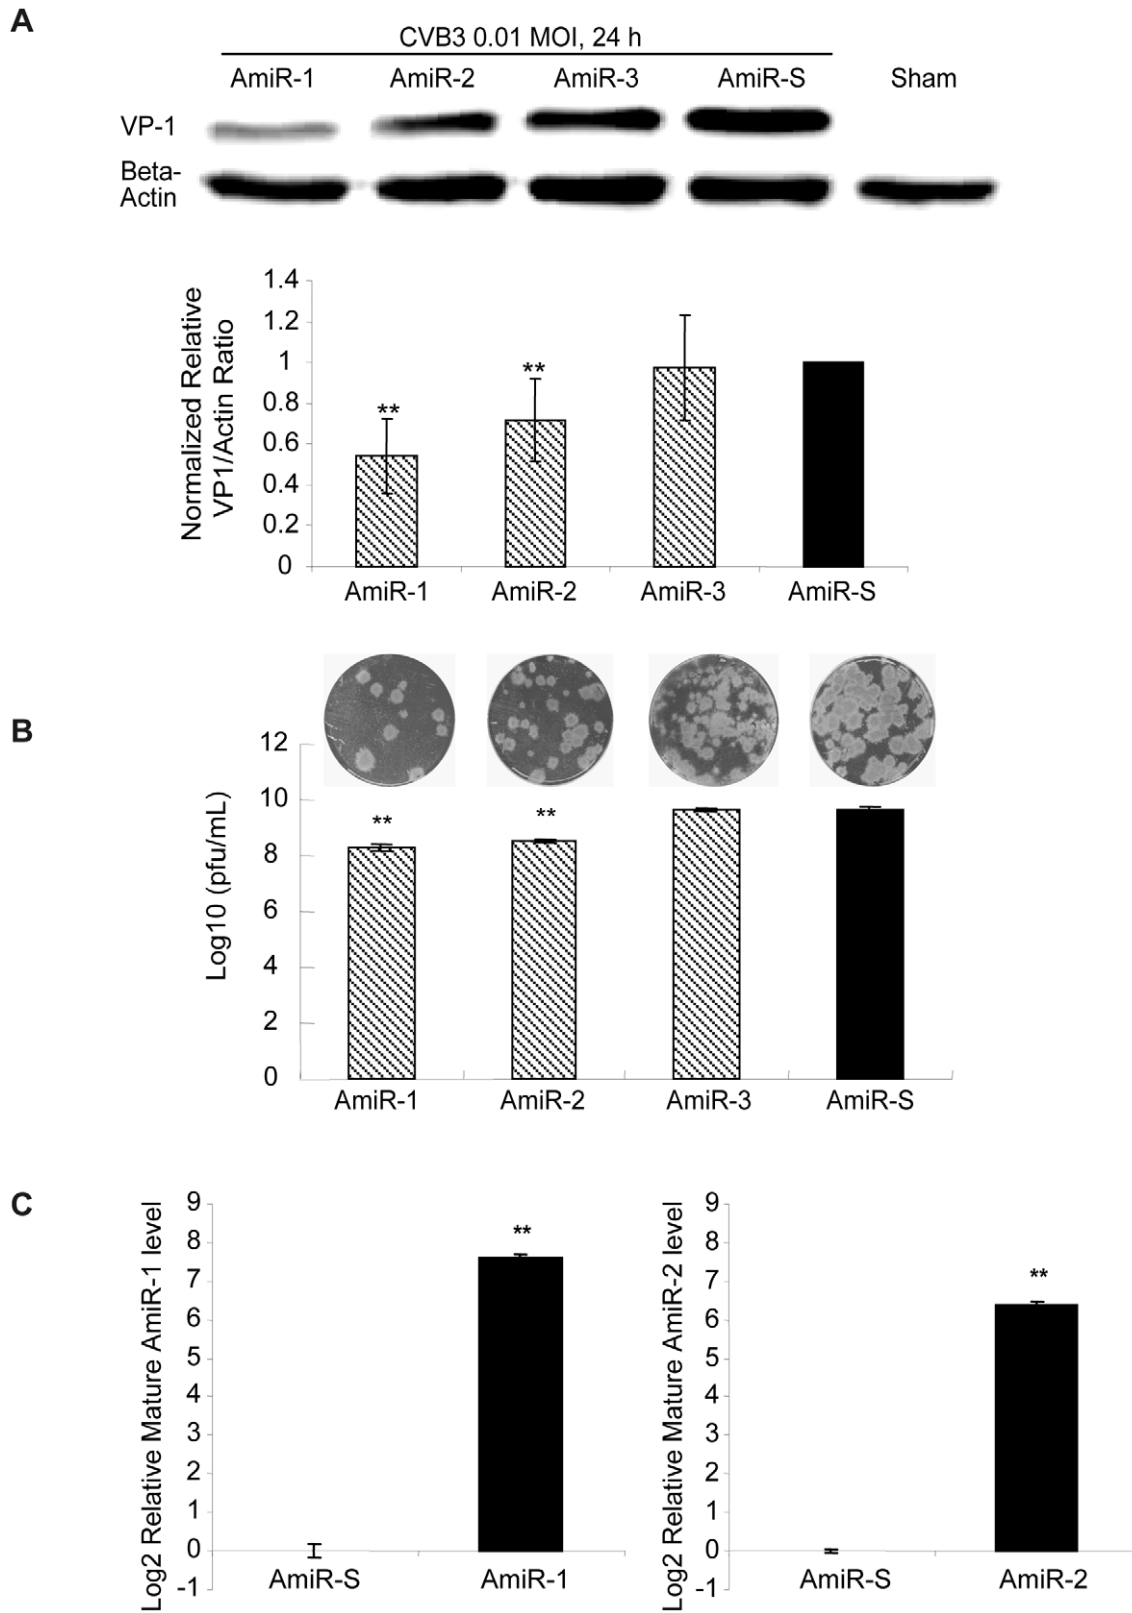 A
CVB3 0.01 MOI, 24 h
AmiR-1 AmiR-2 AmiR-3 AmiR-S Sham
VP-1
Beta-
Actin
Normalized Relative
VP1/Actin Ratio
1.4
1.2
1
0.8
0.6
0.4
0.2
0
**
**
AmiR-1 AmiR-2 AmiR-3 AmiR-S
B
Log10 (pfu/mL)
12
10
8
6
4
2
0
**
**
AmiR-1 AmiR-2 AmiR-3 AmiR-S
C
Log2 Relative Mature AmiR-1 level
9
8
7
6
5
4
3
2
1
0
-1
**
AmiR-S AmiR-1
Log2 Relative Mature AmiR-2 level
9
8
7
6
5
4
3
2
1
0
-1
**
AmiR-S AmiR-2